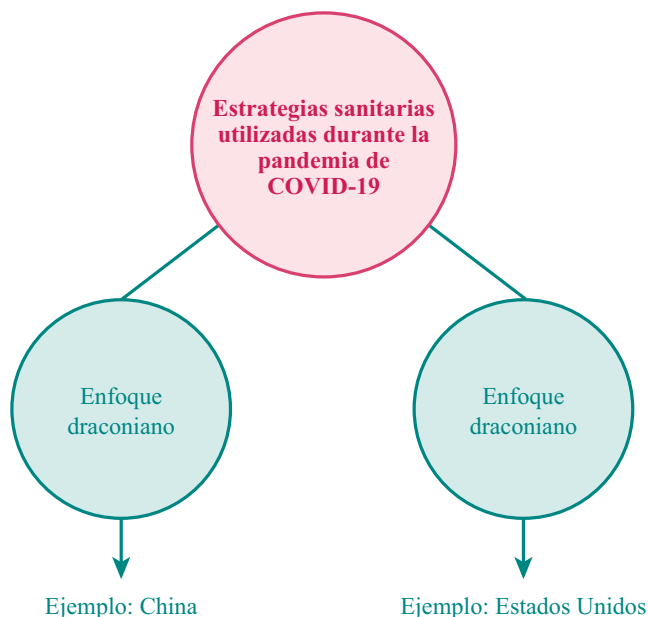 Estrategias sanitarias
utilizadas durante la
pandemia de
COVID-19
Enfoque
draconiano
Enfoque
draconiano
Ejemplo: China
Ejemplo: Estados Unidos